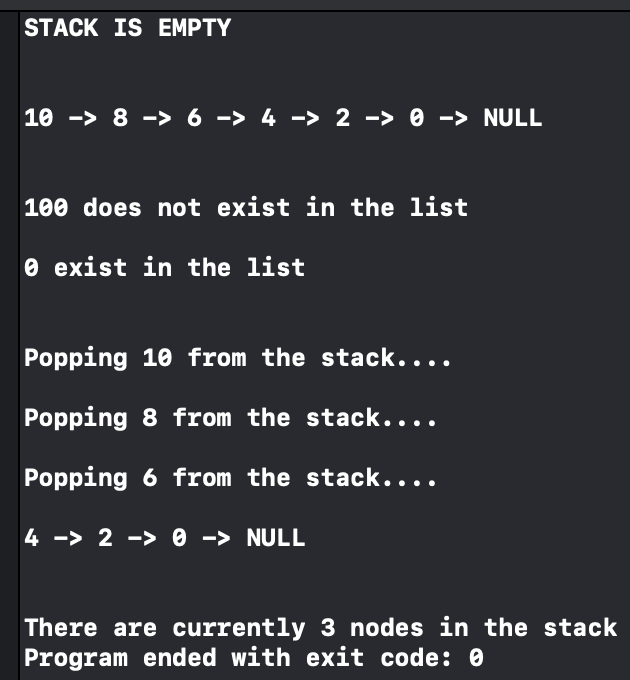 STACK IS EMPTY
10 -> 8 -> 6 -> 4 -> 2 -> 0 -> NULL
100 does not exist in the list
0 exist in the list
Popping 10 from the stack....
Popping 8 from the stack....
Popping 6 from the stack....
4 -> 2 -> 0 -> NULL
There are currently 3 nodes in the stack
Program ended with exit code: 0